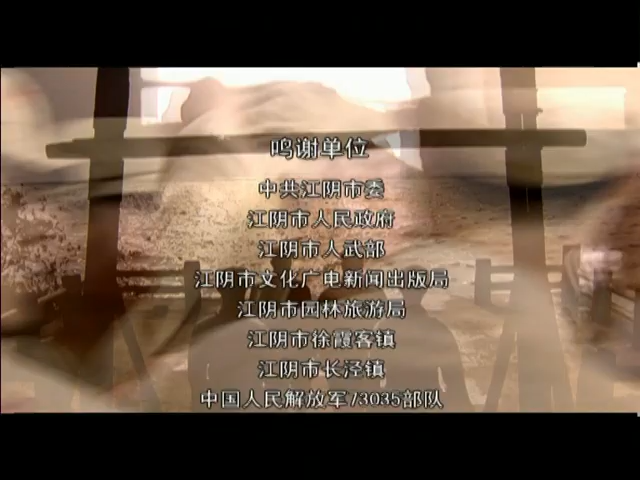 鸣谢单位
中共江阴市委
江阴市人民政府
江阴市人武部
江阴市文化广电新闻出版局
江阴市园林旅游局
江阴市徐霞客镇
江阴市长泾镇
中国人民解放军73035部队